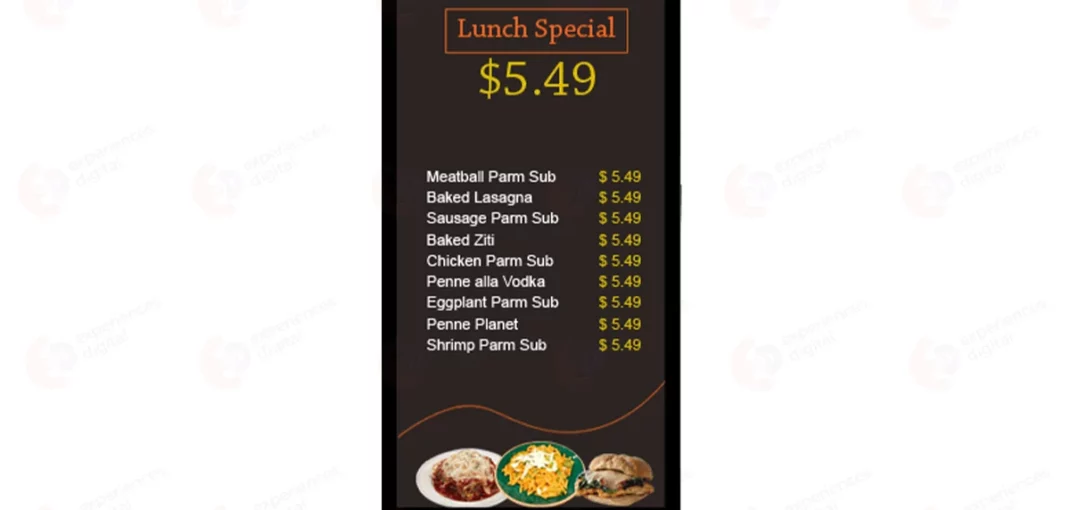 Lunch Special
$5.49
Meatball Parm Sub $ 5.49
Baked Lasagna $ 5.49
Sausage Parm Sub $ 5.49
Baked Ziti $ 5.49
Chicken Parm Sub $ 5.49
Penne alla Vodka $ 5.49
Eggplant Parm Sub $ 5.49
Penne Planet $ 5.49
Shrimp Parm Sub $ 5.49